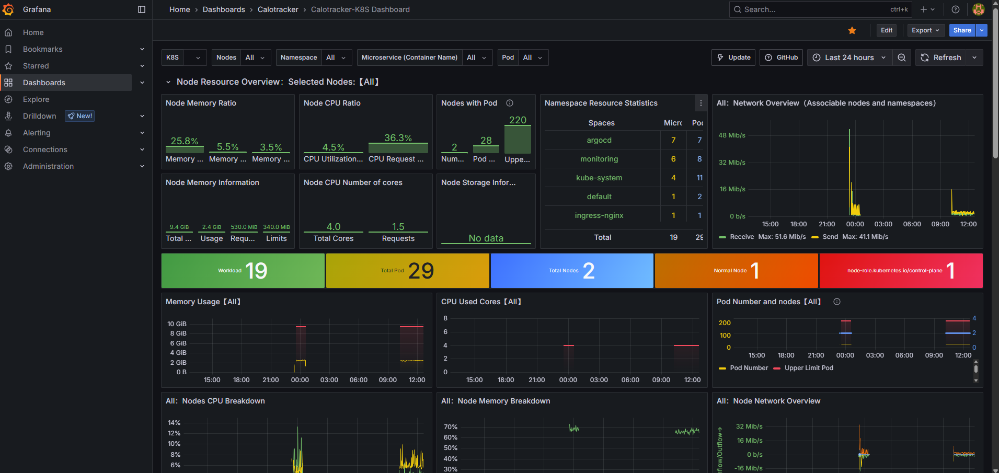 Grafana
Home › Dashboards › Calotracker › Calotracker-K8S Dashboard
Search...
ctrl+k
Edit
Export
Share
Home
Bookmarks
Starred
Dashboards
Explore
Drilldown New!
Alerting
Connections
Administration
K8S
Nodes All
Namespace All
Microservice (Container Name) All
Pod All
Update
GitHub
Last 24 hours
Refresh
Node Resource Overview：Selected Nodes:【All】
Node Memory Ratio
25.8% 5.5% 3.5%
Memory ... Memory ... Memory ...
Node CPU Ratio
4.5% 36.3%
CPU Utilization... CPU Request ...
Nodes with Pod
2 28 220
Num... Pod ... Uppe...
Namespace Resource Statistics
Spaces Micro Poc
argocd 7 7
monitoring 6 8
kube-system 4 11
default 1 2
ingress-nginx 1 1
Total 19 29
All：Network Overview（Associable nodes and namespaces）
48 Mib/s
32 Mib/s
16 Mib/s
0 b/s
15:00 18:00 21:00 00:00 03:00 06:00 09:00 12:00
Receive Max: 51.6 Mib/s Send Max: 41.1 Mib/s
Node Memory Information
9.4 GiB 2.4 GiB 530.0 MiB 340.0 MiB
Total ... Usage Requ... Limits
Node CPU Number of cores
4.0 1.5
Total Cores Requests
Node Storage Infor...
No data
Workload 19
Total Pod 29
Total Nodes 2
Normal Node 1
node-role.kubernetes.io/control-plane 1
Memory Usage【All】
10 GiB
8 GiB
6 GiB
4 GiB
2 GiB
0 B
15:00 18:00 21:00 00:00 03:00 06:00 09:00 12:00
CPU Used Cores【All】
8
6
4
2
0
15:00 18:00 21:00 00:00 03:00 06:00 09:00 12:00
Pod Number and nodes【All】
200 4
100 2
0 0
15:00 18:00 21:00 00:00 03:00 06:00 09:00 12:00
Pod Number Upper Limit Pod
All：Nodes CPU Breakdown
14%
12%
10%
8%
6%
All：Node Memory Breakdown
70%
60%
50%
40%
30%
All：Node Network Overview
32 Mib/s
16 Mib/s
0 b/s
-16 Mib/s
nflow/Outflow→